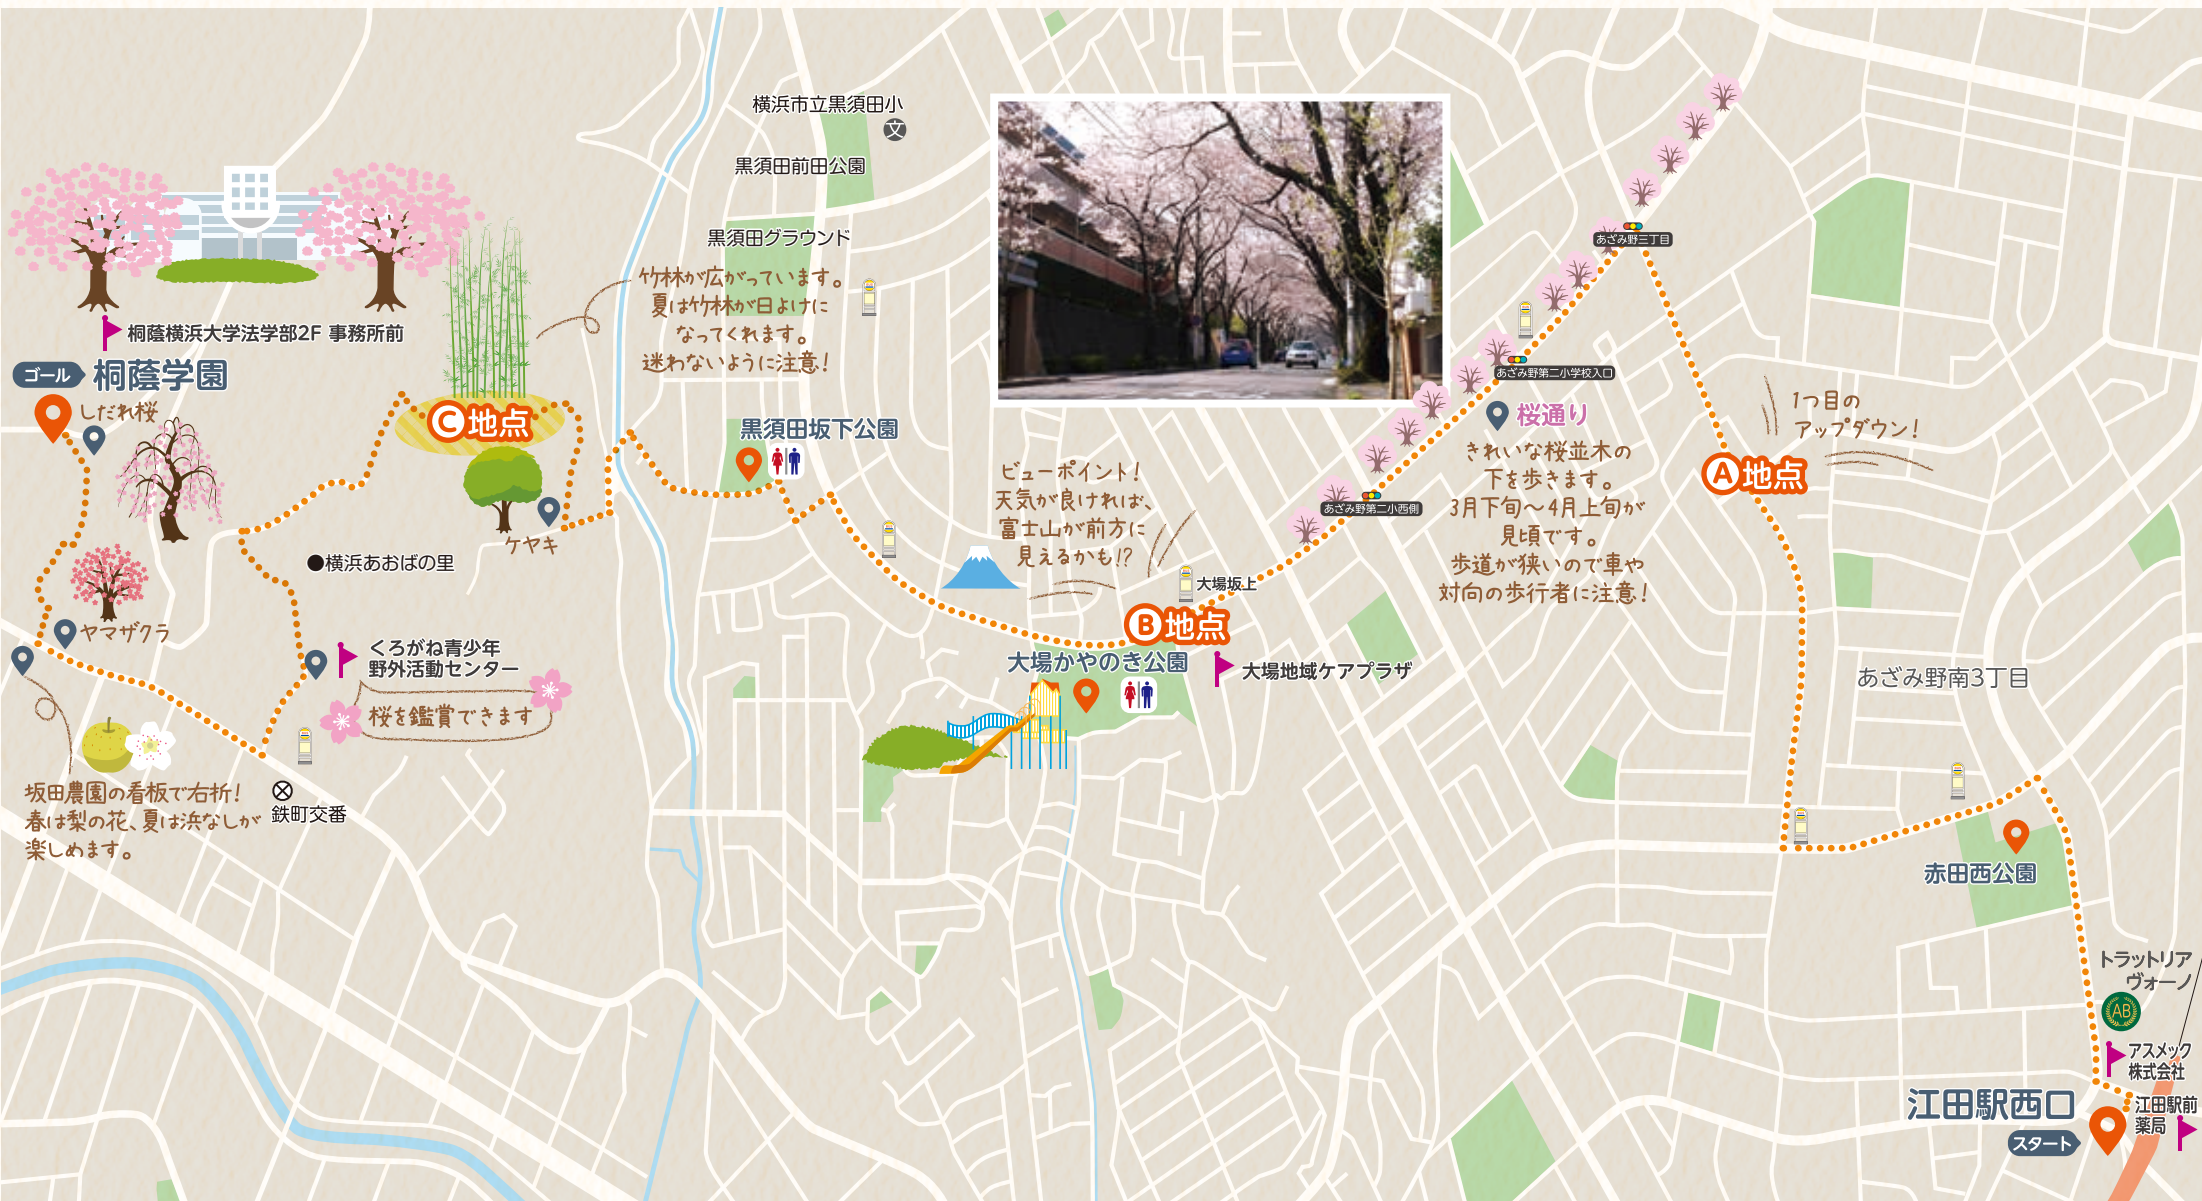 横浜市立黒須田小
文
黒須田前田公園
黒須田グラウンド
竹林が広がっています。
夏は竹林が日よけに
なってくれます。
迷わないように注意!
あざみ野三丁目
桐蔭横浜大学法学部2F 事務所前
ゴール
桐蔭学園
しだれ桜
C地点
黒須田坂下公園
あざみ野第二小学校入口
桜通り
きれいな桜並木の
下を歩きます。
3月下旬〜4月上旬が
見頃です。
歩道が狭いので車や
対向の歩行者に注意!
1つ目の
アップダウン!
A地点
ビューポイント!
天気が良ければ、
富士山が前方に
見えるかも!?
あざみ野第二小西側
ケヤキ
●横浜あおばの里
大場坂上
B地点
ヤマザクラ
くろがね青少年
野外活動センター
桜を鑑賞できます
大場かやのき公園
大場地域ケアプラザ
あざみ野南3丁目
坂田農園の看板で右折!
春は梨の花、夏は浜なしが
楽しめます。
鉄町交番
赤田西公園
トラットリア
ヴォーノ
AB
アスメック
株式会社
江田駅西口
スタート
江田駅前
薬局